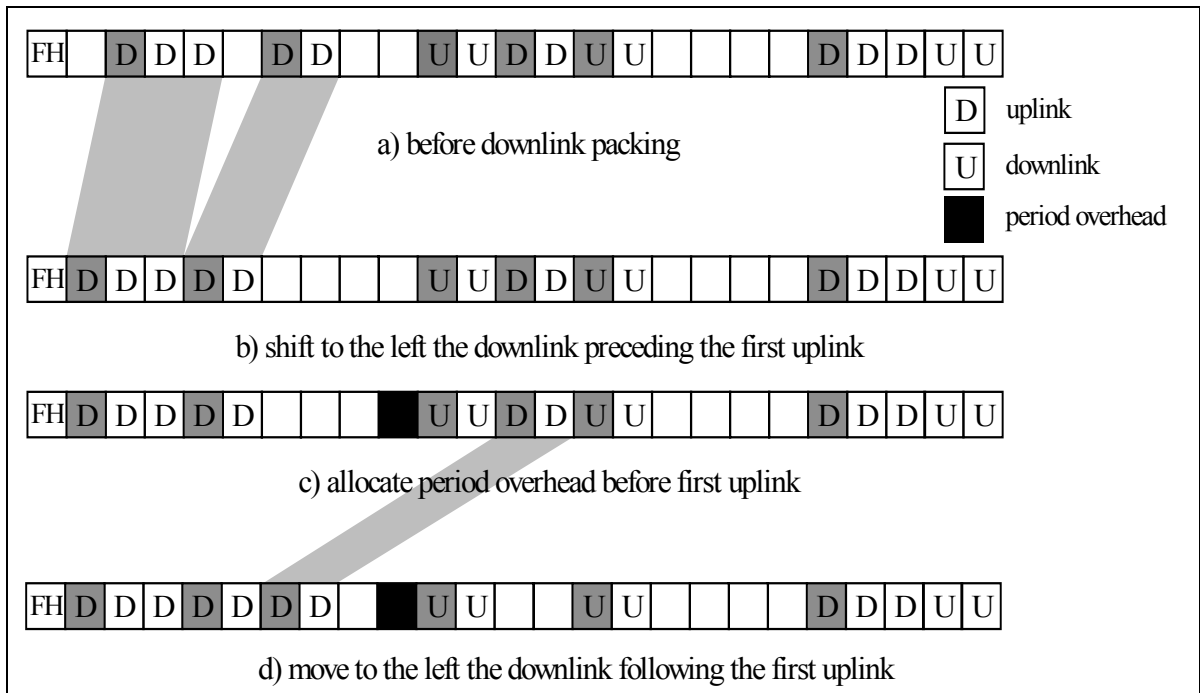 FH D D D D D U U D D U U D D D U U
D uplink
a) before downlink packing
U downlink
period overhead
FH D D D D D U U D D U U D D D U U
b) shift to the left the downlink preceding the first uplink
FH D D D D D U U D D U U D D D U U
c) allocate period overhead before first uplink
FH D D D D D D D U U U U D D D U U
d) move to the left the downlink following the first uplink